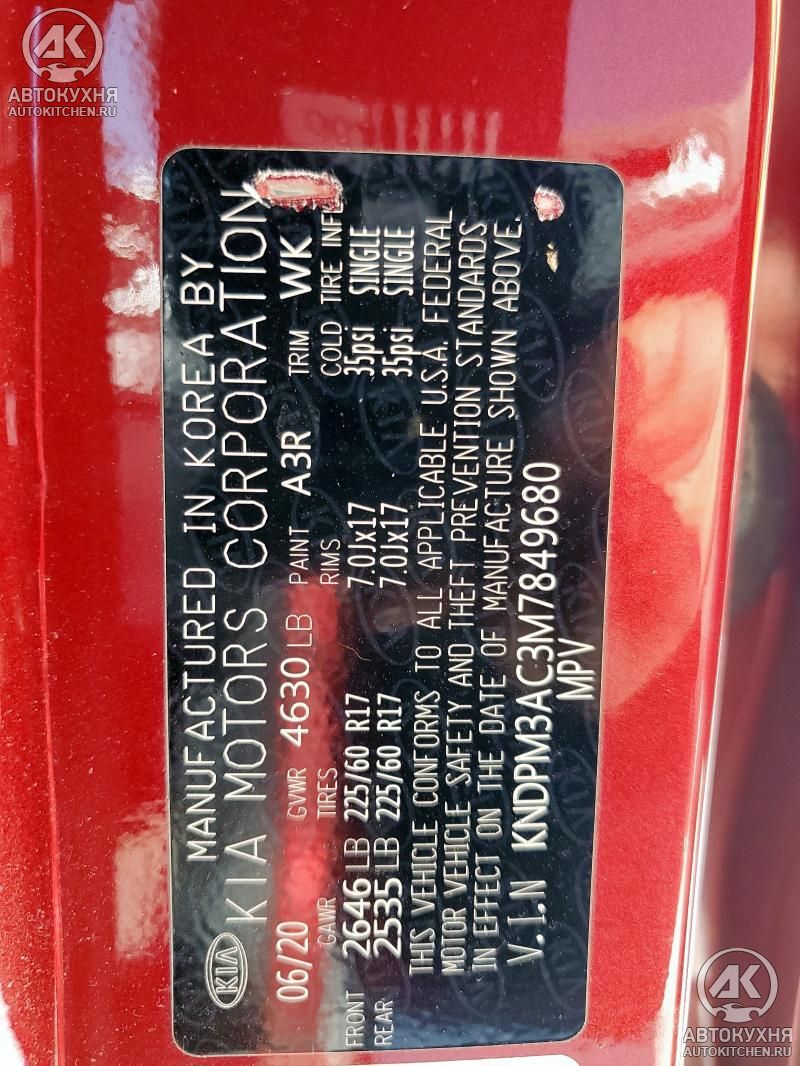 AK
АВТОКУХНЯ
AUTOKITCHEN.RU
MANUFACTURED IN KOREA BY
KIA KIA MOTORS CORPORATION
06/20 GVWR 4630 LB PAINT A3R TRIM WK
GAWR TIRES RIMS COLD TIRE INFL
FRONT 2646 LB 225/60 R17 7.0Jx17 35psi SINGLE
REAR 2535 LB 225/60 R17 7.0Jx17 35psi SINGLE
THIS VEHICLE CONFORMS TO ALL APPLICABLE U.S.A. FEDERAL
MOTOR VEHICLE SAFETY AND THEFT PREVENTION STANDARDS
IN EFFECT ON THE DATE OF MANUFACTURE SHOWN ABOVE.
V.I.N KNDPM3AC3M7849680
MPV
AK
АВТОКУХНЯ
AUTOKITCHEN.RU